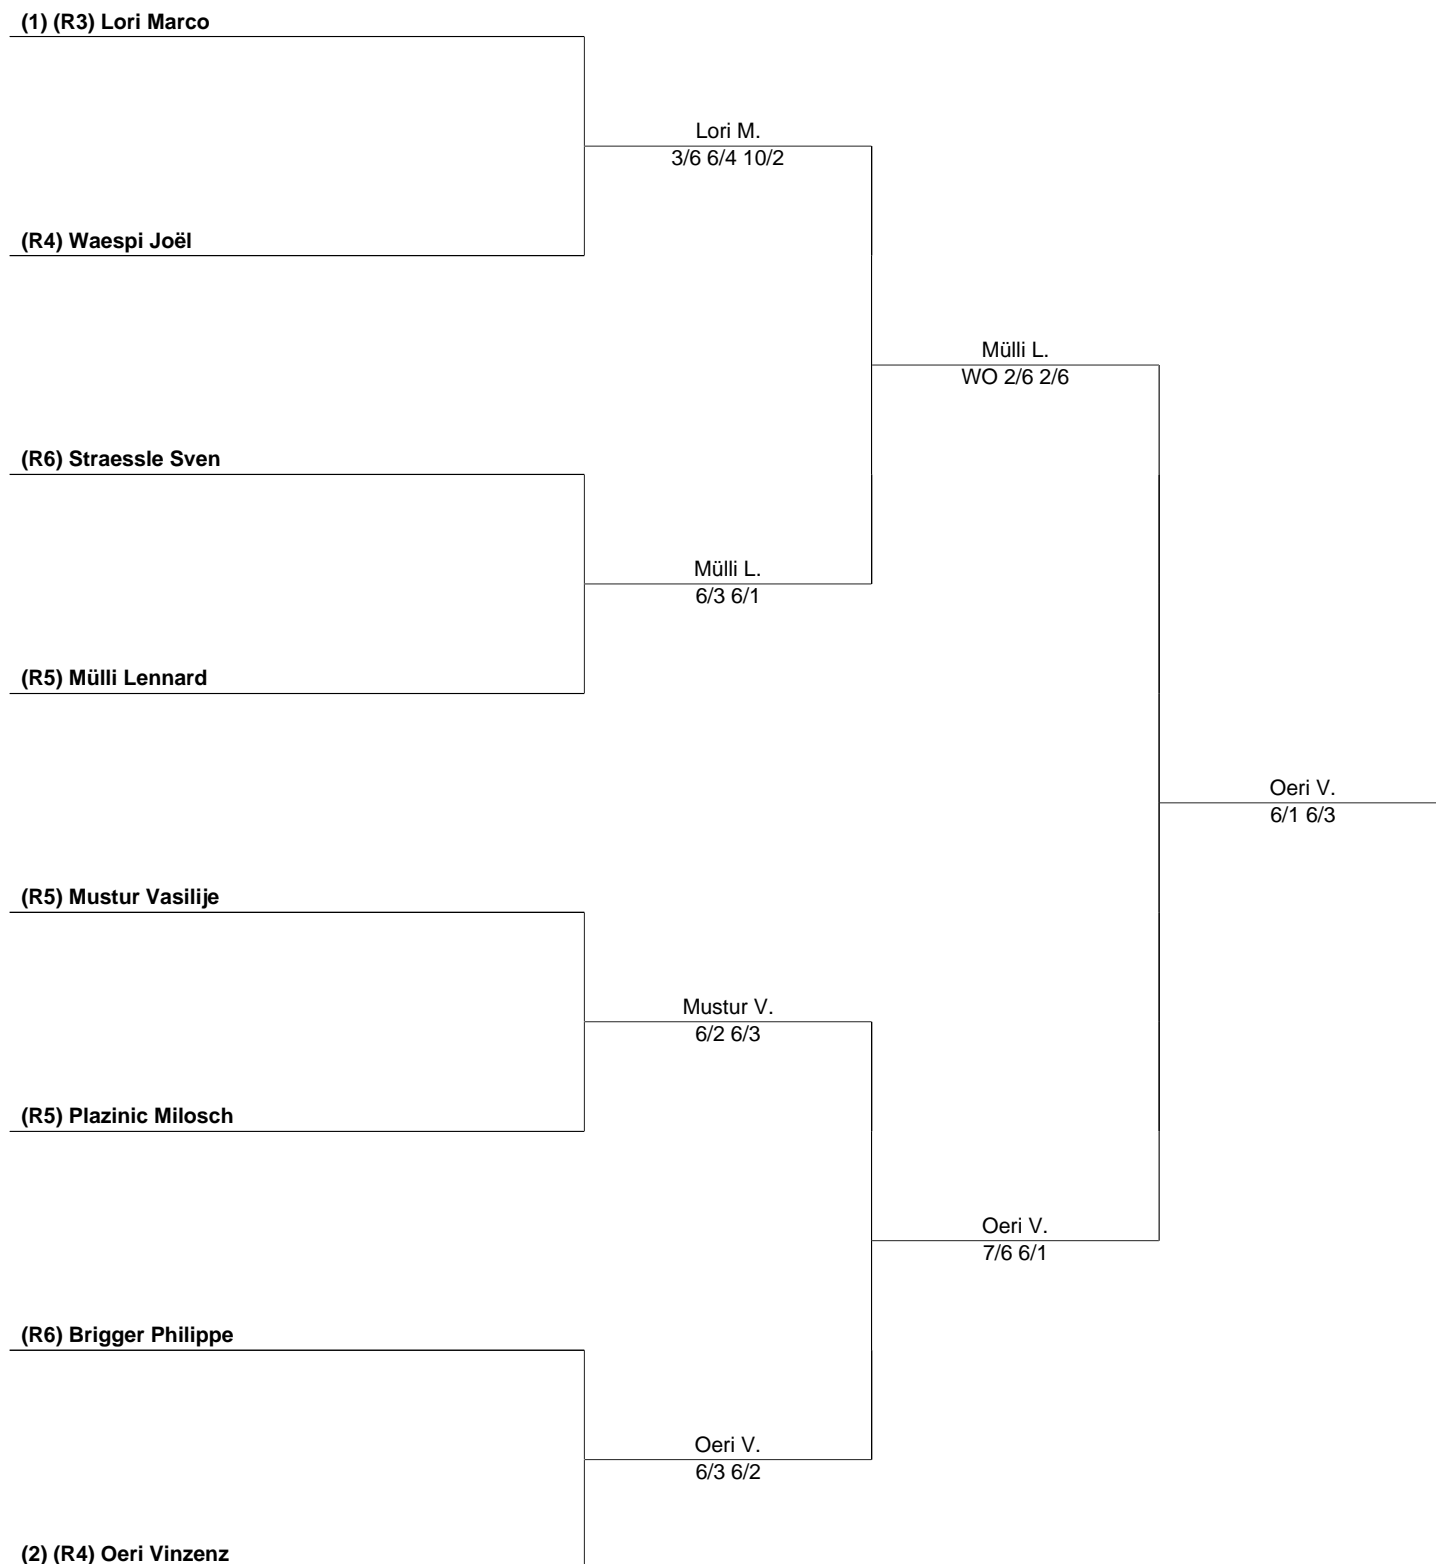 (1) (R3) Lori Marco
Lori M.
3/6 6/4 10/2
(R4) Waespi Joël
Mülli L.
WO 2/6 2/6
(R6) Straessle Sven
Mülli L.
6/3 6/1
(R5) Mülli Lennard
Oeri V.
6/1 6/3
(R5) Mustur Vasilije
Mustur V.
6/2 6/3
(R5) Plazinic Milosch
Oeri V.
7/6 6/1
(R6) Brigger Philippe
Oeri V.
6/3 6/2
(2) (R4) Oeri Vinzenz